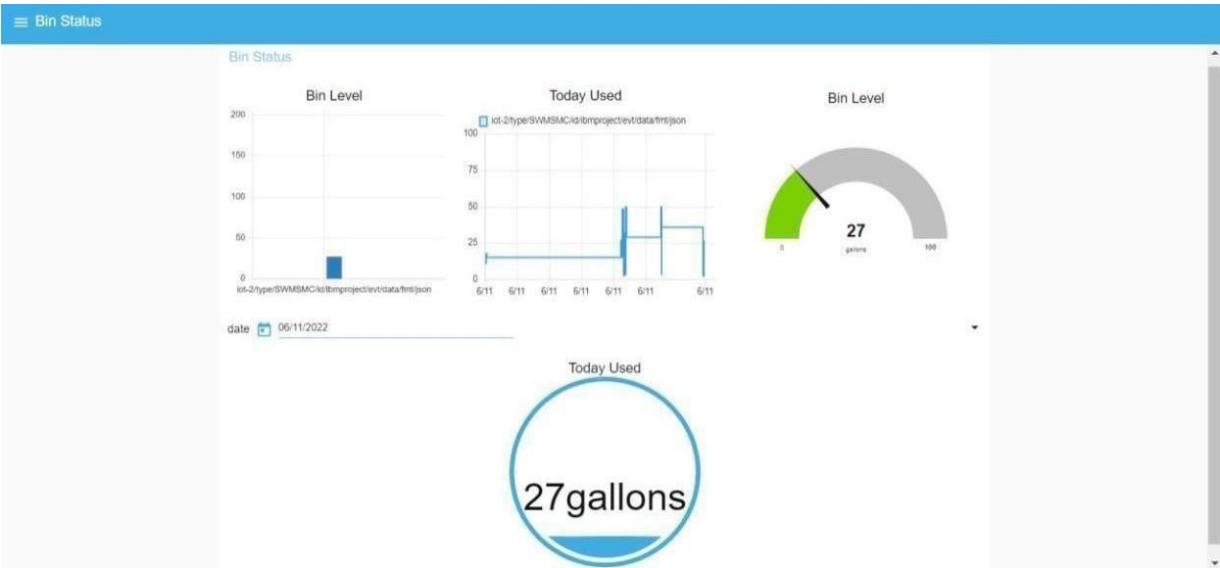 Bin Status
Bin Status
Bin Level
200
150
100
50
0
iot-2/type/SWMSMC/id/ibmproject/evt/data/fmt/json
Today Used
iot-2/type/SWMSMC/id/ibmproject/evt/data/fmt/json
100
75
50
25
0
6/11 6/11 6/11 6/11 6/11 6/11 6/11
Bin Level
27
gallons
0 100
date 06/11/2022
Today Used
27gallons